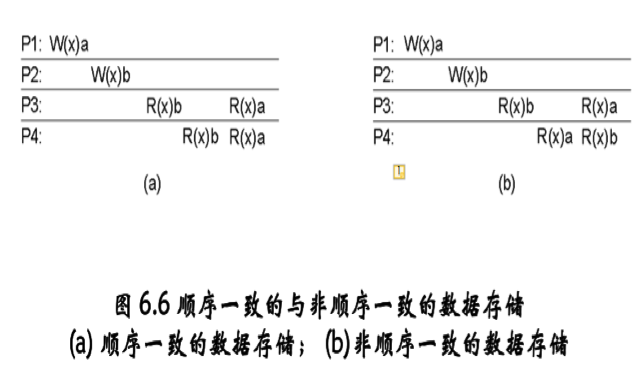 P1: W(x)a
P2: W(x)b
P3: R(x)b R(x)a
P4: R(x)b R(x)a
(a)
P1: W(x)a
P2: W(x)b
P3: R(x)b R(x)a
P4: R(x)a R(x)b
(b)
图 6.6 顺序一致的与非顺序一致的数据存储
(a) 顺序一致的数据存储； (b)非顺序一致的数据存储